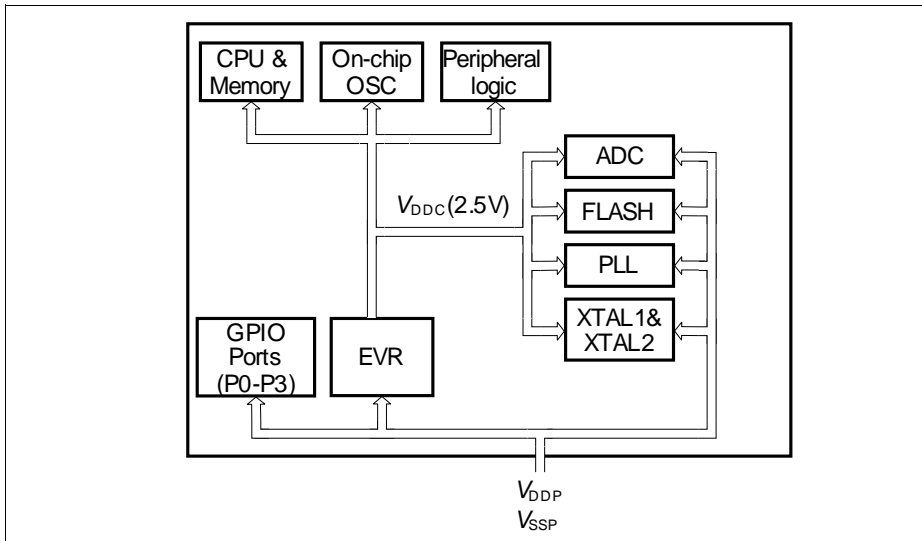 CPU &
Memory
On-chip
OSC
Peripheral
logic
ADC
VDDC (2.5V)
FLASH
PLL
XTAL1&
XTAL2
GPIO
Ports
(P0-P3)
EVR
VDDP
VSSP